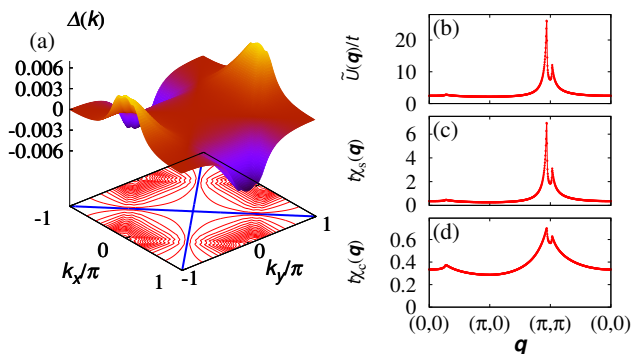 (a)
Δ(k)
0.006
0.003
0
-0.003
-0.006
-1
0
1
k_x/π
-1
0
1
k_y/π
(b)
Ũ(q)/t
20
10
0
(c)
tχ_s(q)
6
4
2
0
(d)
tχ_c(q)
0.6
0.4
0.2
0
(0,0)
(π,0)
(π,π)
(0,0)
q